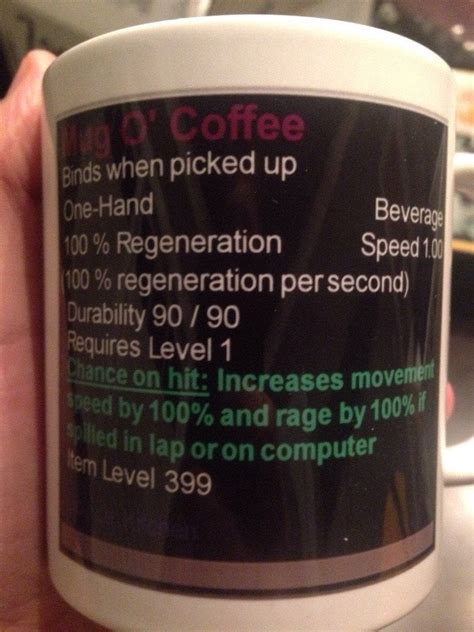 Mug O' Coffee
Binds when picked up
One-Hand Beverage
100 % Regeneration Speed 1.00
(100 % regeneration per second)
Durability 90 / 90
Requires Level 1
Chance on hit: Increases movement
speed by 100% and rage by 100% if
spilled in lap or on computer
Item Level 399